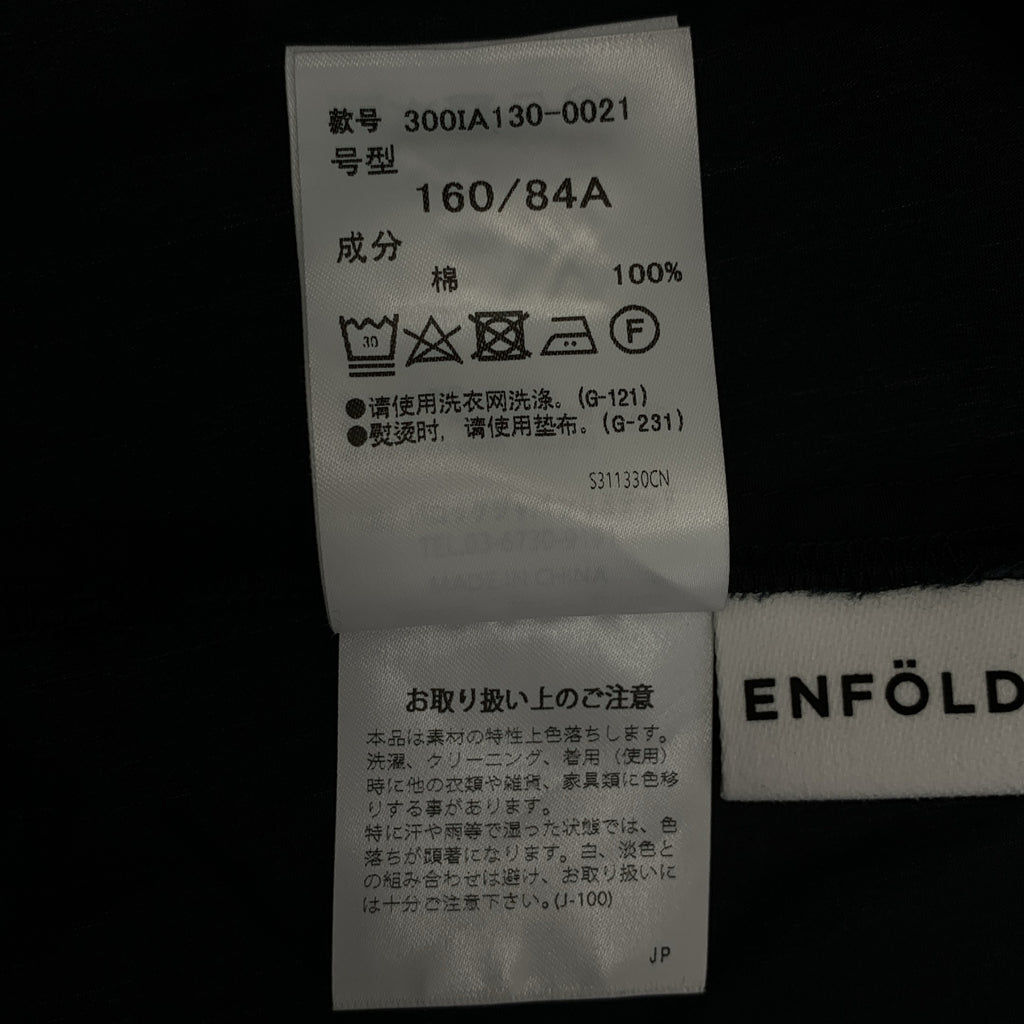 款号 300IA130-0021
号型
160/84A
成分
棉 100%
30
F
●请使用洗衣网洗涤。(G-121)
●熨烫时，请使用垫布。(G-231)
S311330CN
MADE IN CHINA
お取り扱い上のご注意
本品は素材の特性上色落ちします。
洗濯、クリーニング、着用（使用）
時に他の衣類や雑貨、家具類に色移
りする事があります。
特に汗や雨等で湿った状態では、色
落ちが顕著になります。白、淡色と
の組み合わせは避け、お取り扱いに
は十分ご注意下さい。(J-100)
JP
ENFÖLD